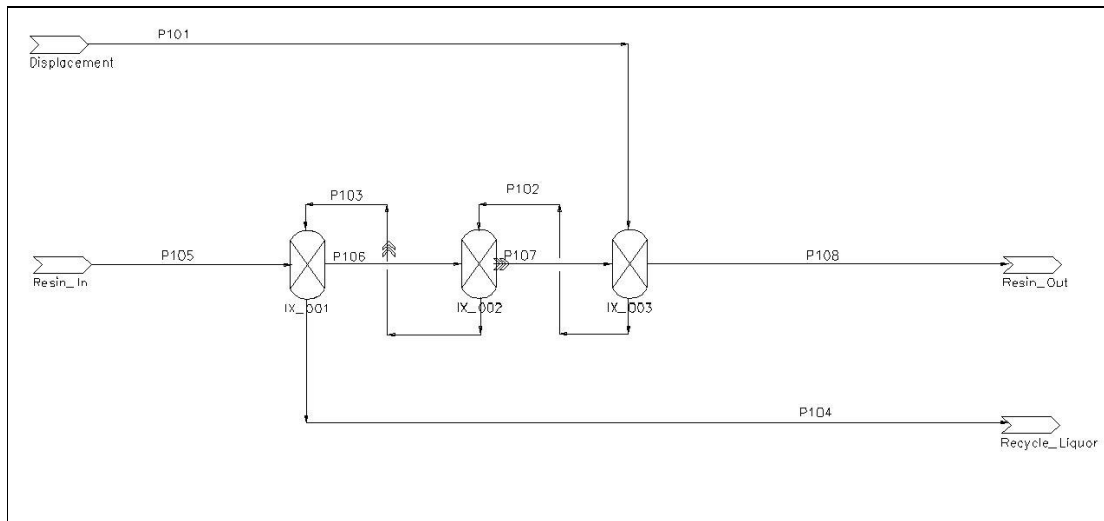 P101
Displacement
P103
P102
P105
P106
P107
P108
Resin_In
IX_001
IX_002
IX_003
Resin_Out
P104
Recycle_Liquor